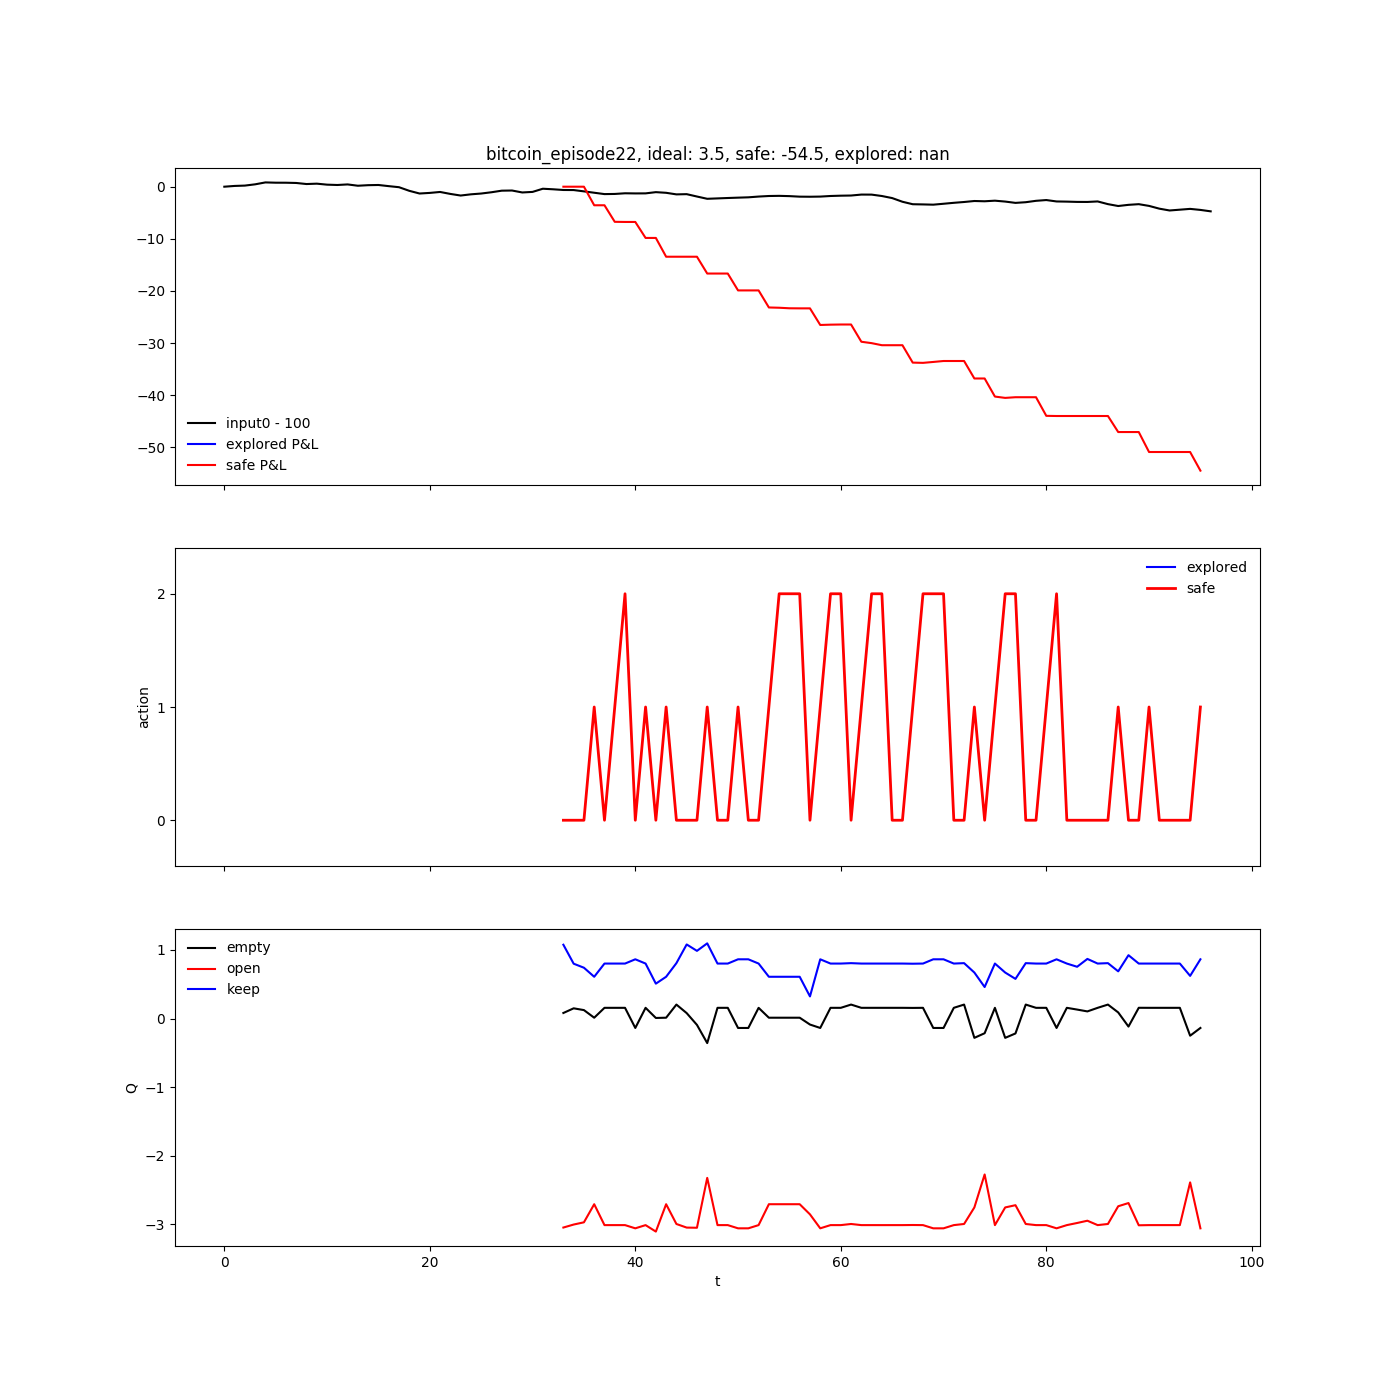 bitcoin_episode22, ideal: 3.5, safe: -54.5, explored: nan
0
−10
−20
−30
−40
−50
input0 - 100
explored P&L
safe P&L
action
2
1
0
explored
safe
Q
1
0
−1
−2
−3
empty
open
keep
0 20 40 60 80 100
t